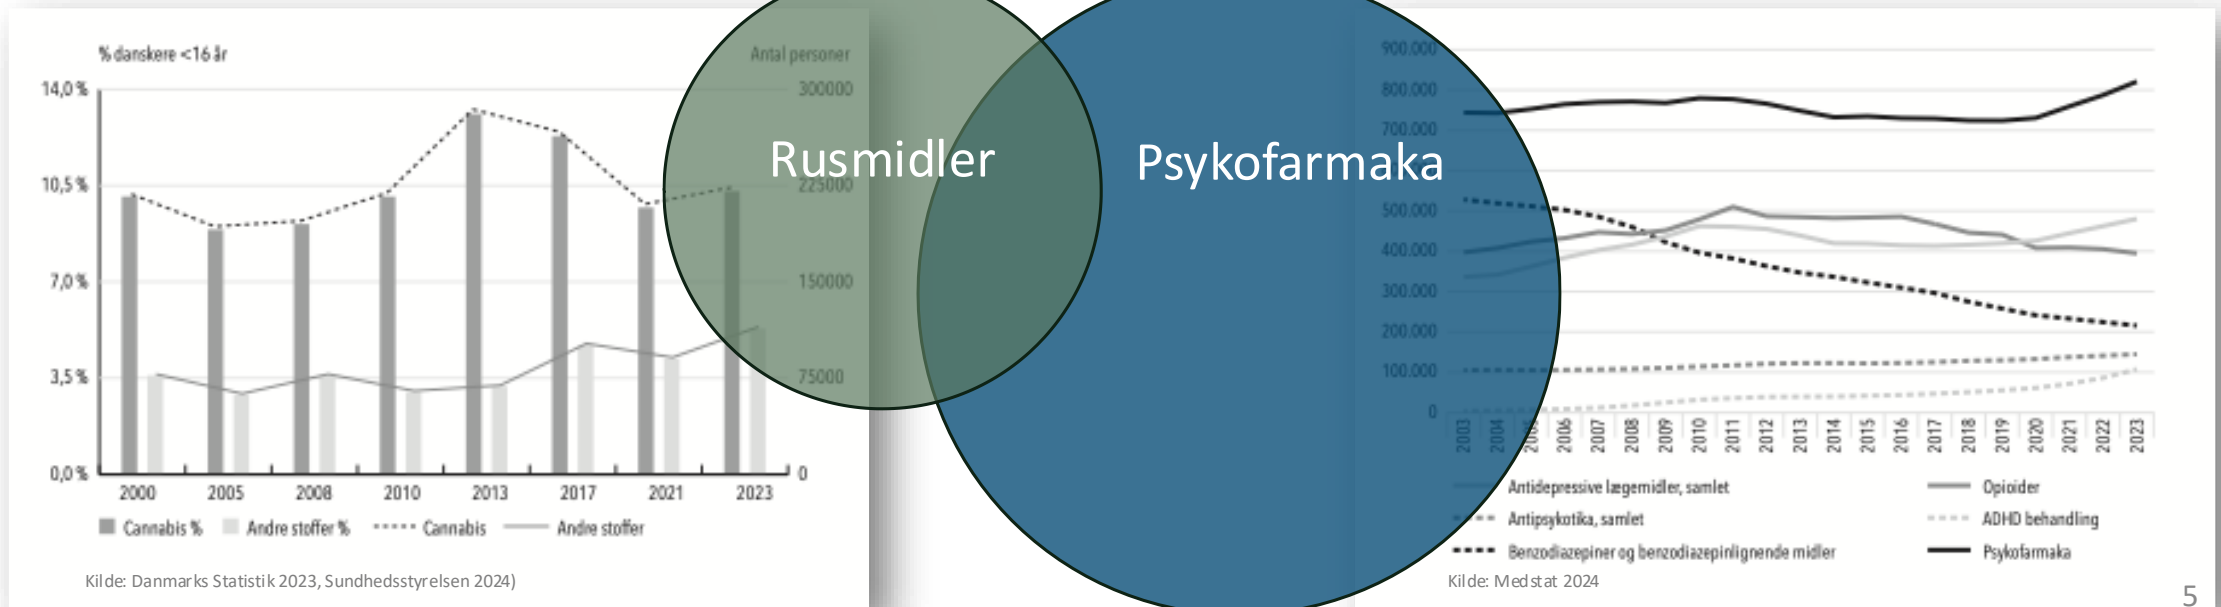 % danskere <16 år
Antal personer
14,0 %
10,5 %
7,0 %
3,5 %
0,0 %
300000
225000
150000
75000
0
2000 2005 2008 2010 2013 2017 2021 2023
Cannabis % Andre stoffer % Cannabis Andre stoffer
Kilde: Danmarks Statistik 2023, Sundhedsstyrelsen 2024)
Rusmidler
Psykofarmaka
900.000
800.000
700.000
500.000
400.000
300.000
200.000
100.000
0
2003 2004 2005 2006 2007 2008 2009 2010 2011 2012 2013 2014 2015 2016 2017 2018 2019 2020 2021 2022 2023
Antidepressive lægemidler, samlet Opioider
Antipsykotika, samlet ADHD behandling
Benzodiazepiner og benzodiazepinlignende midler Psykofarmaka
Kilde: Medstat 2024
5